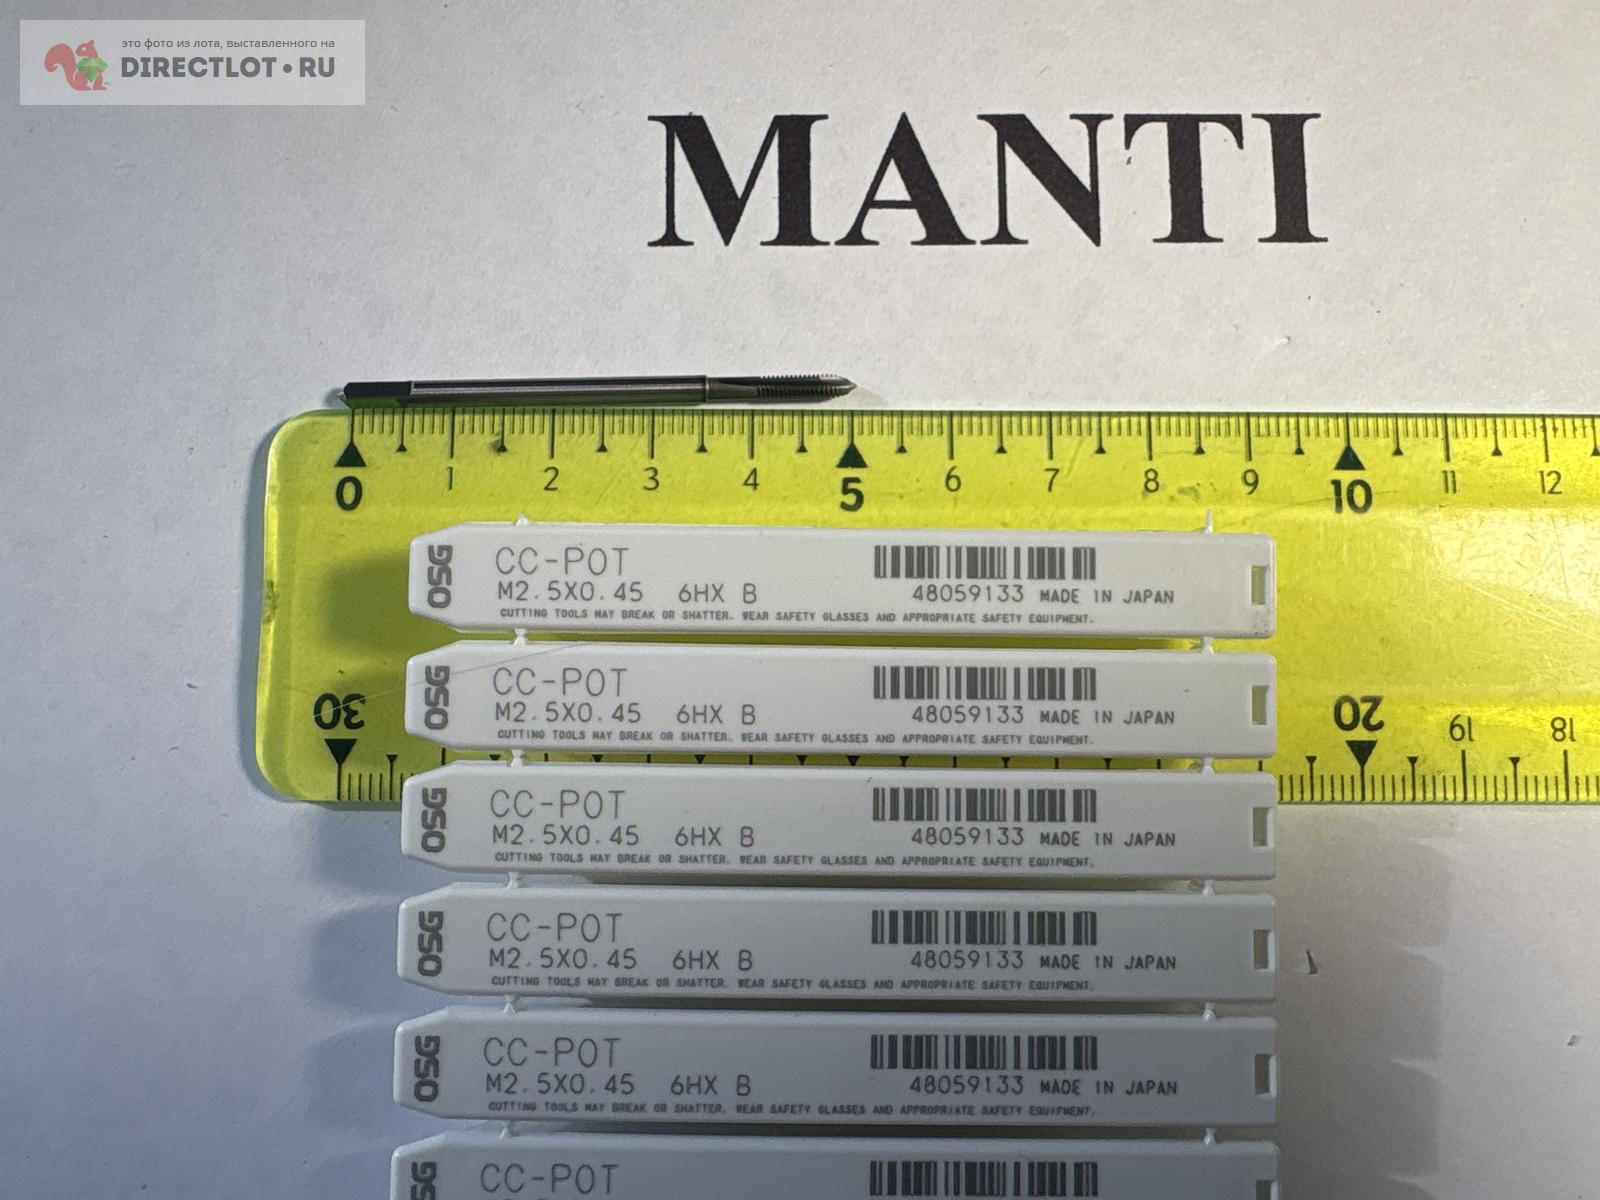 это фото из лота, выставленного на
DIRECTLOT•RU
MANTI
0 1 2 3 4 5 6 7 8 9 10 11 12
OSG
CC-POT
M2.5X0.45 6HX B 48059133 MADE IN JAPAN
CUTTING TOOLS MAY BREAK OR SHATTER. WEAR SAFETY GLASSES AND APPROPRIATE SAFETY EQUIPMENT.
OSG
CC-POT
M2.5X0.45 6HX B 48059133 MADE IN JAPAN
CUTTING TOOLS MAY BREAK OR SHATTER. WEAR SAFETY GLASSES AND APPROPRIATE SAFETY EQUIPMENT.
30 20 19 18
OSG
CC-POT
M2.5X0.45 6HX B 48059133 MADE IN JAPAN
CUTTING TOOLS MAY BREAK OR SHATTER. WEAR SAFETY GLASSES AND APPROPRIATE SAFETY EQUIPMENT.
OSG
CC-POT
M2.5X0.45 6HX B 48059133 MADE IN JAPAN
CUTTING TOOLS MAY BREAK OR SHATTER. WEAR SAFETY GLASSES AND APPROPRIATE SAFETY EQUIPMENT.
OSG
CC-POT
M2.5X0.45 6HX B 48059133 MADE IN JAPAN
CUTTING TOOLS MAY BREAK OR SHATTER. WEAR SAFETY GLASSES AND APPROPRIATE SAFETY EQUIPMENT.
CC-POT